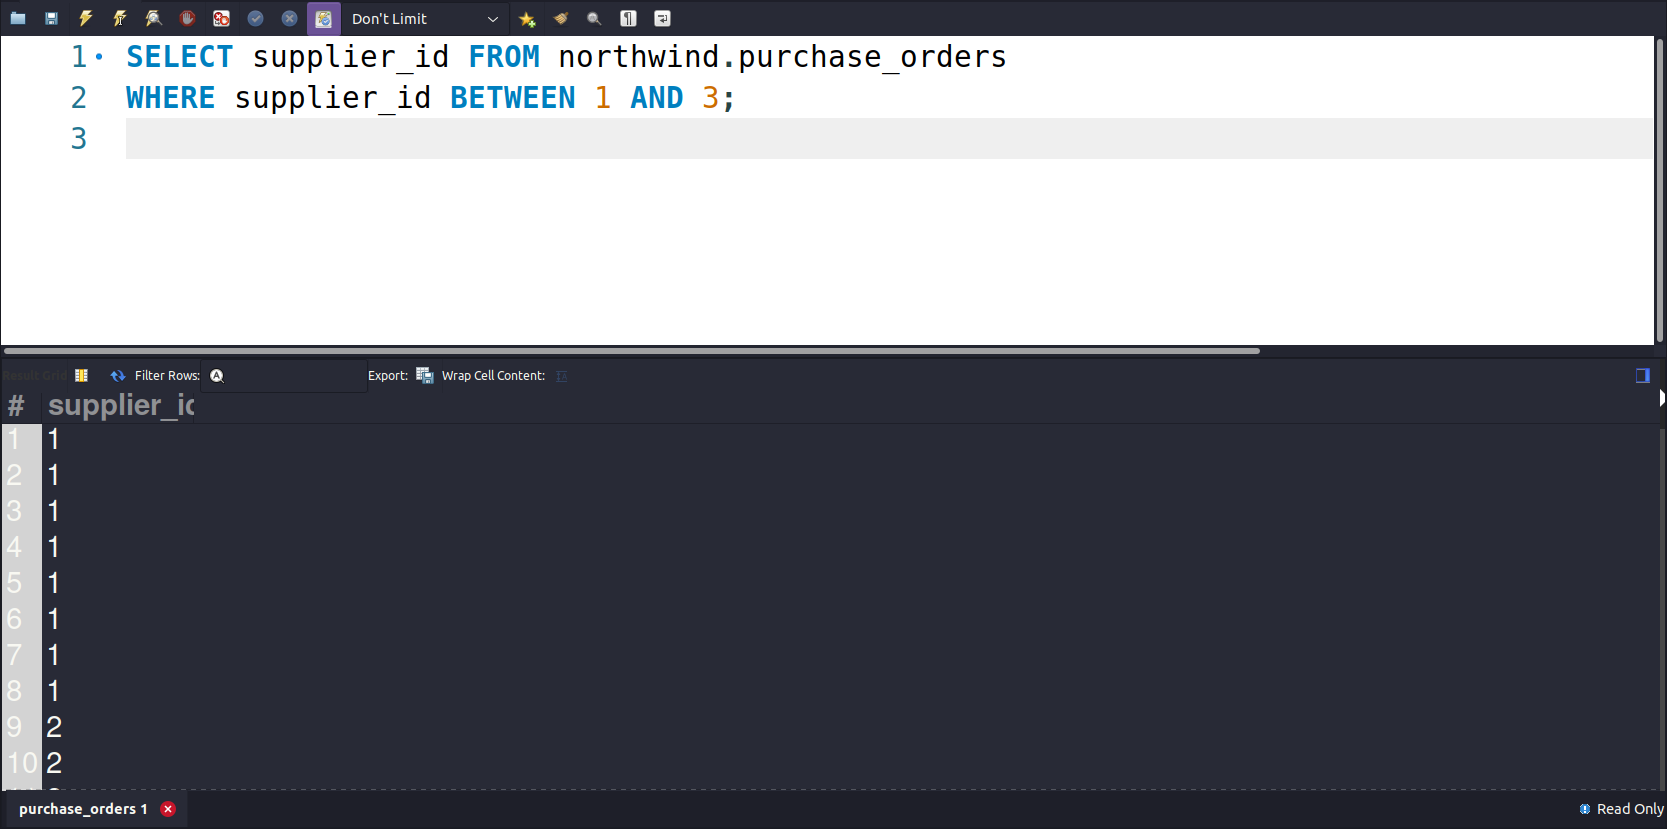 Don't Limit
1 SELECT supplier_id FROM northwind.purchase_orders
2 WHERE supplier_id BETWEEN 1 AND 3;
3
Result Grid Filter Rows: Export: Wrap Cell Content:
# supplier_id
1 1
2 1
3 1
4 1
5 1
6 1
7 1
8 1
9 2
10 2
purchase_orders 1 Read Only